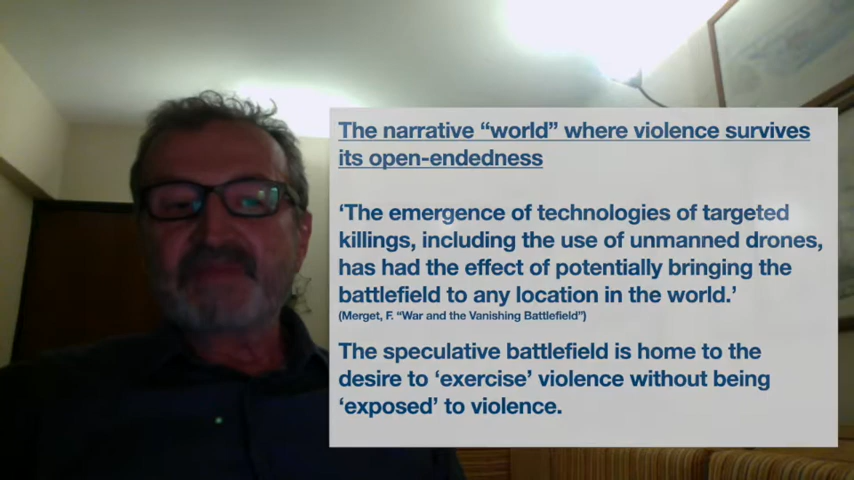 The narrative “world” where violence survives
its open-endedness
‘The emergence of technologies of targeted
killings, including the use of unmanned drones,
has had the effect of potentially bringing the
battlefield to any location in the world.’
(Merget, F. “War and the Vanishing Battlefield”)
The speculative battlefield is home to the
desire to ‘exercise’ violence without being
‘exposed’ to violence.